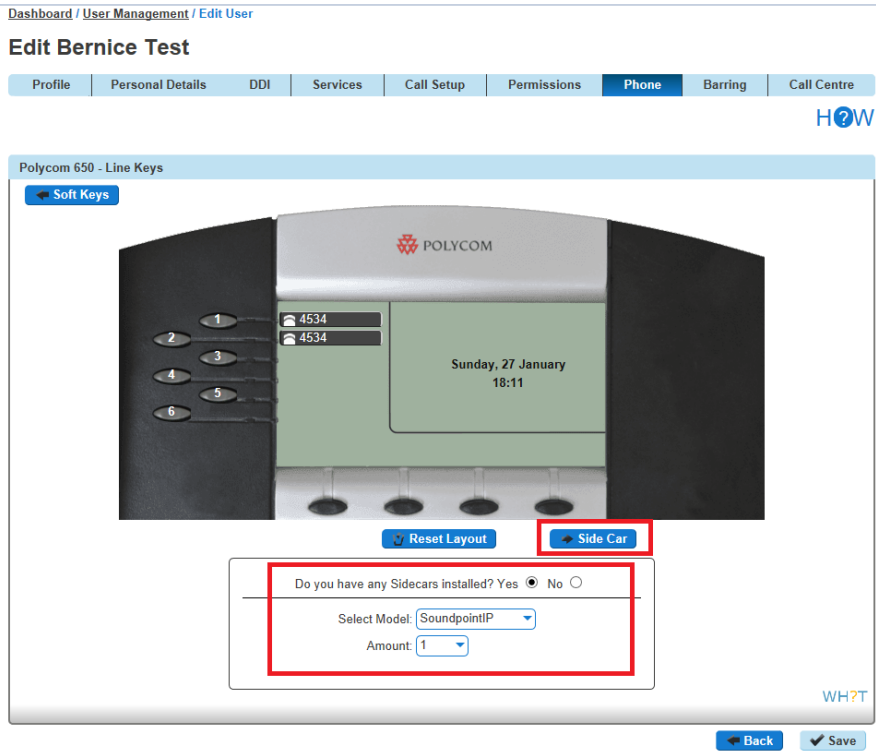 Dashboard / User Management / Edit User
Edit Bernice Test
Profile Personal Details DDI Services Call Setup Permissions Phone Barring Call Centre
H?W
Polycom 650 - Line Keys
Soft Keys
POLYCOM
1 4534
2 4534
3
4
5
6
Sunday, 27 January
18:11
Reset Layout Side Car
Do you have any Sidecars installed? Yes No
Select Model: SoundpointIP
Amount: 1
WH?T
Back Save